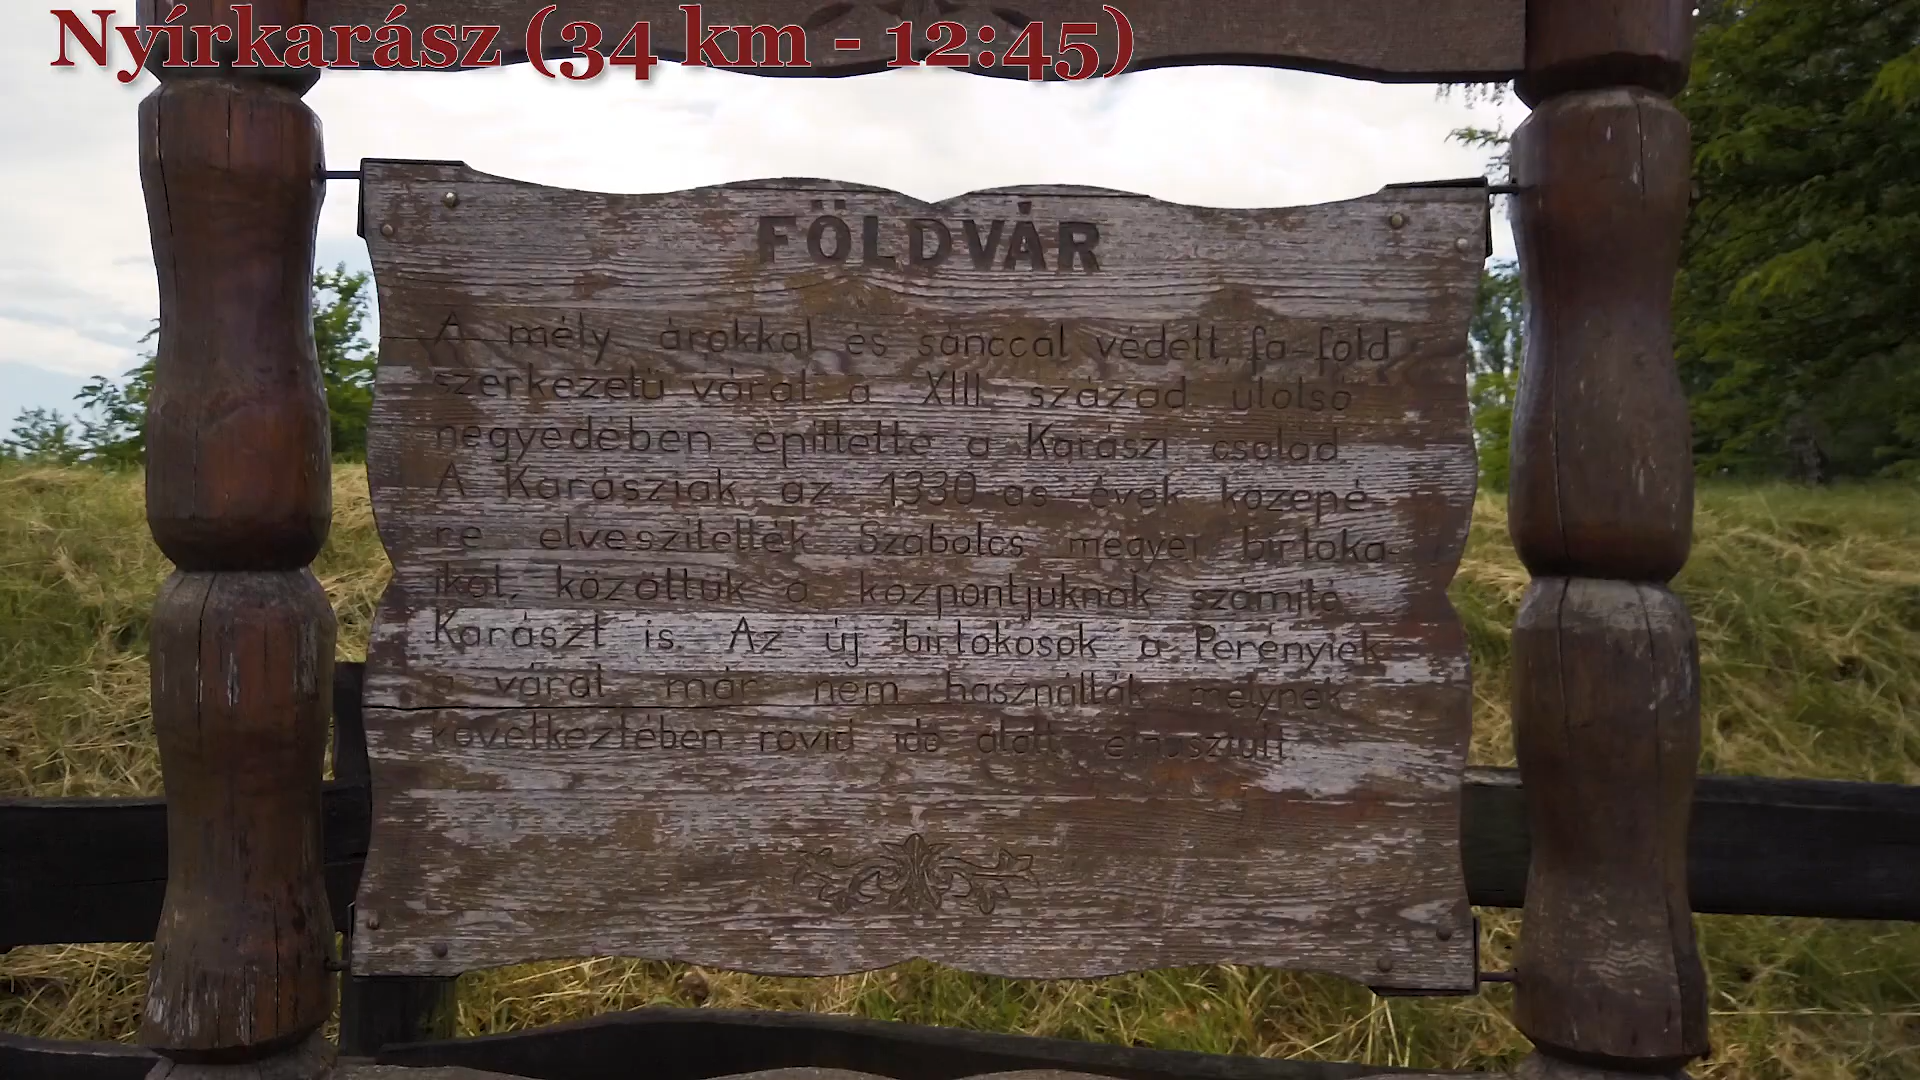 Nyírkarász (34 km - 12:45)
FÖLDVÁR
A mély árokkal és sánccal védett, fa-föld
szerkezetű várat a XIII. század utolsó
negyedében építtette a Karászi család.
A Karásziak az 1330-as évek közepé-
re elveszítették Szabolcs megyei birtoka-
ikat, közöttük a központjuknak számító
Karászt is. Az új birtokosok a Perényiek
a várat már nem használták melynek
következtében rövid idő alatt elpusztult.